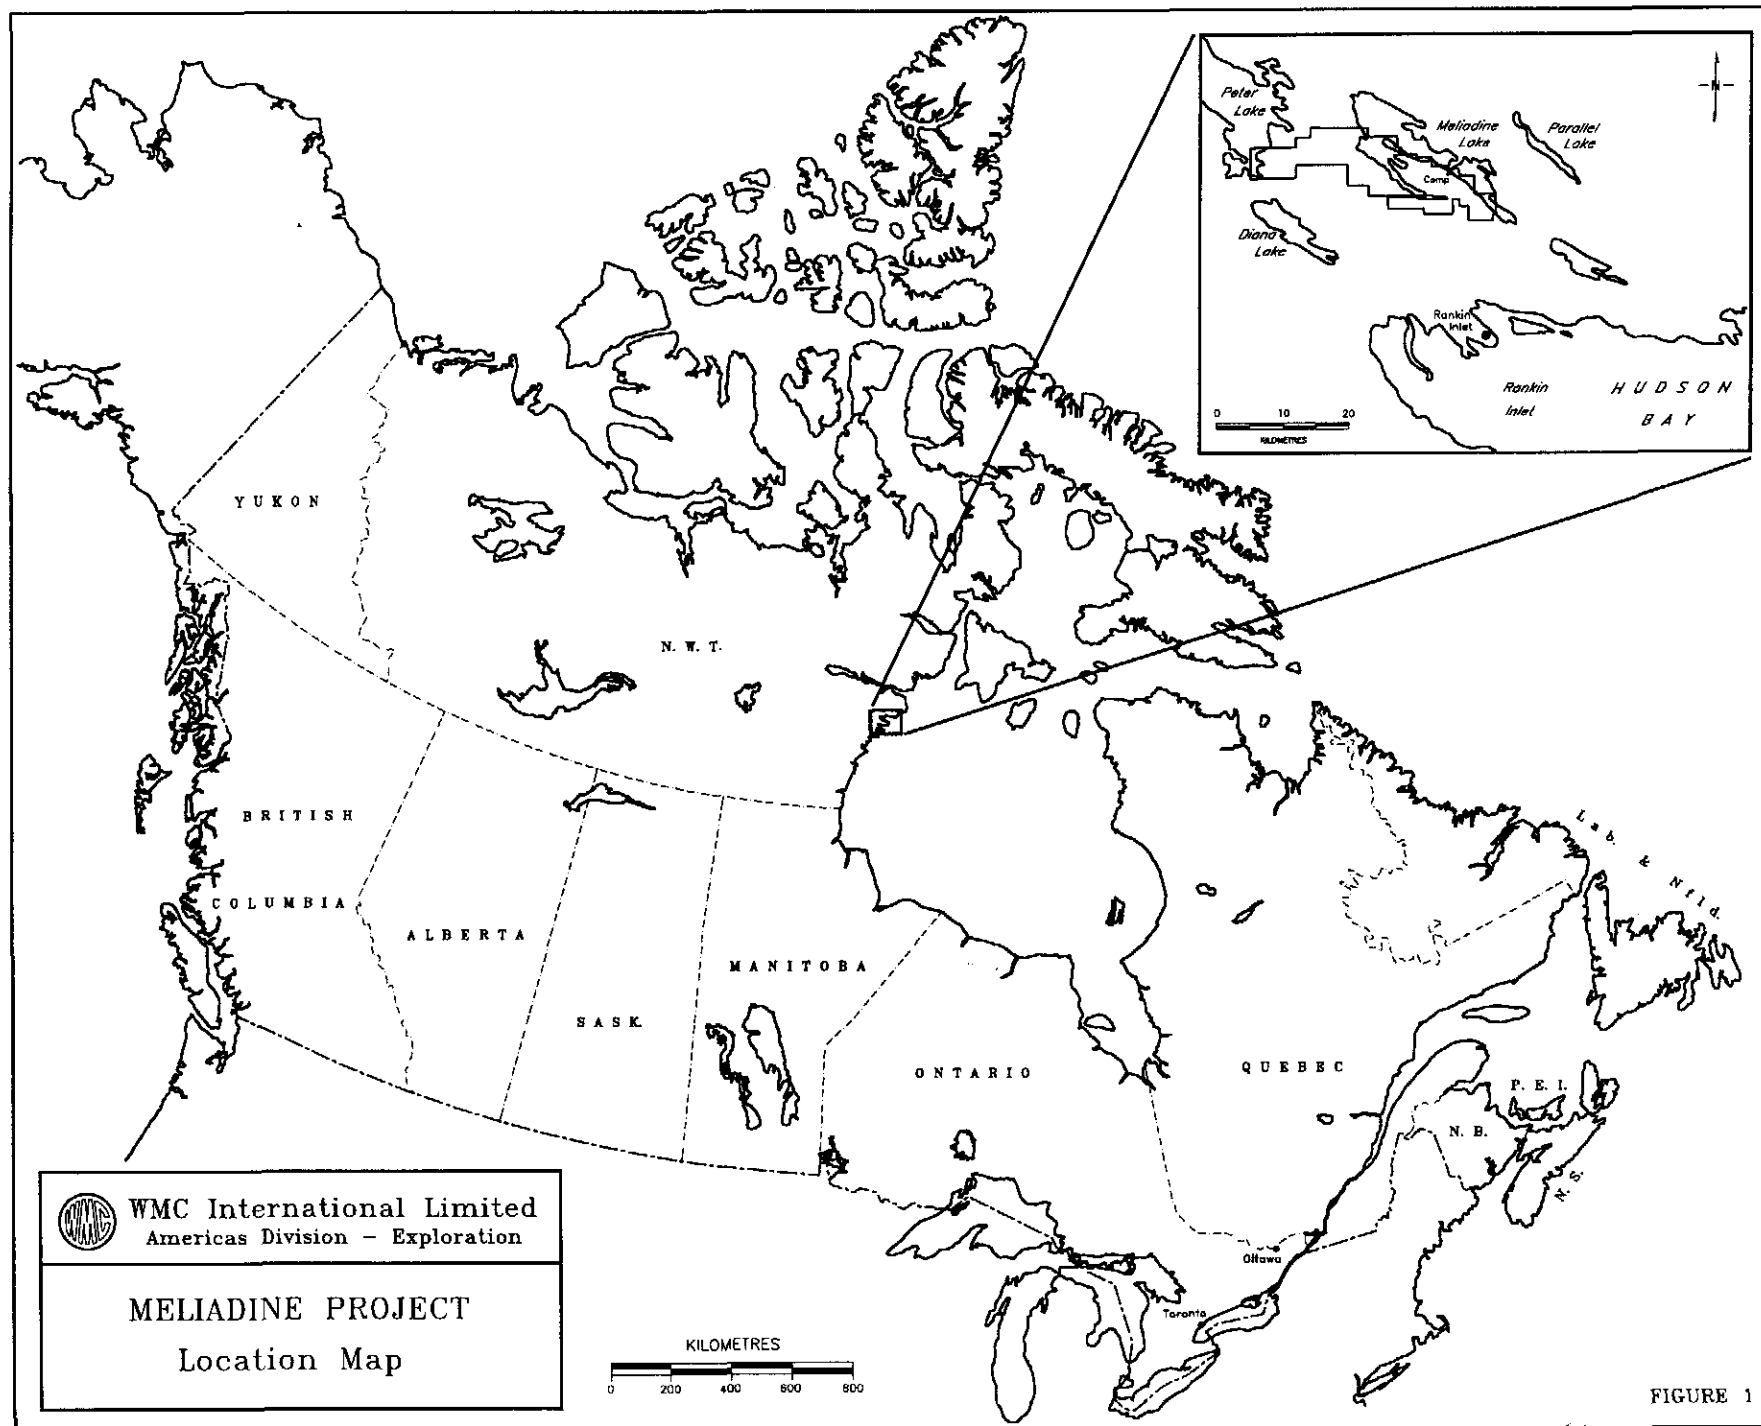 Peter
Lake
Meliadine
Lake
Parallel
Lake
-N-
Camp
Diana
Lake
Rankin
Inlet
Rankin
Inlet
HUDSON
BAY
0 10 20
KILOMETRES
YUKON
N. W. T.
BRITISH
COLUMBIA
ALBERTA
SASK.
MANITOBA
ONTARIO
QUEBEC
Lab. & Nfld.
P. E. I.
N. B.
N. S.
Ottawa
Toronto
WMC
WMC International Limited
Americas Division - Exploration
MELIADINE PROJECT
Location Map
KILOMETRES
0 200 400 600 800
FIGURE 1